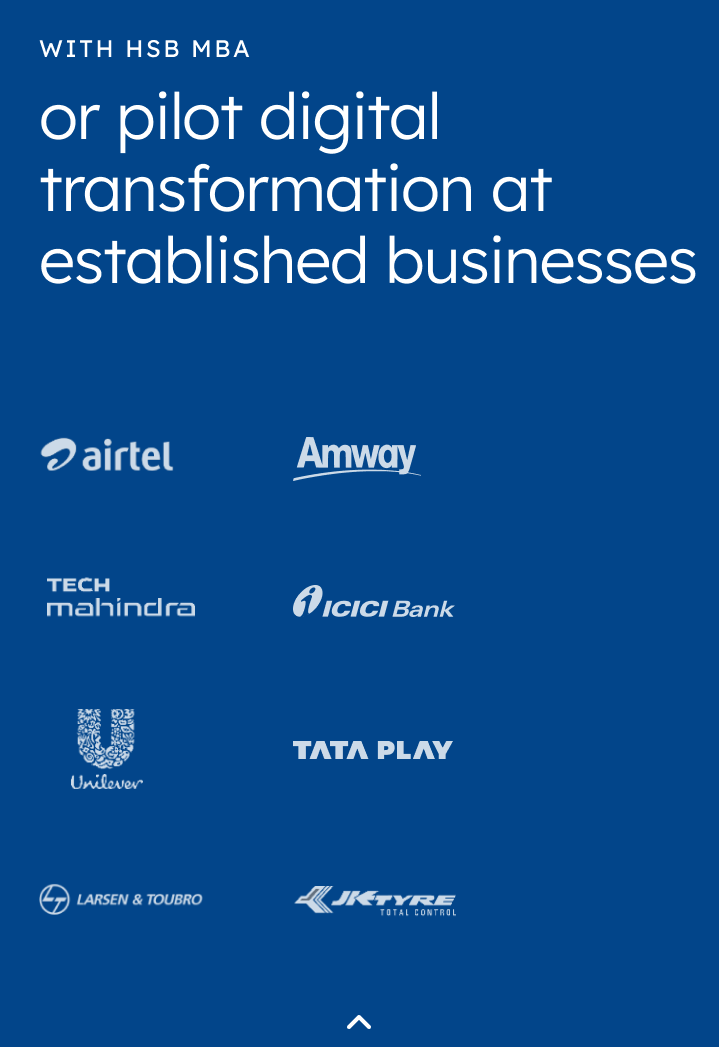 WITH HSB MBA
or pilot digital
transformation at
established businesses
airtel
Amway
TECH
mahindra
ICICI Bank
Unilever
TATA PLAY
LARSEN & TOUBRO
JK TYRE
TOTAL CONTROL